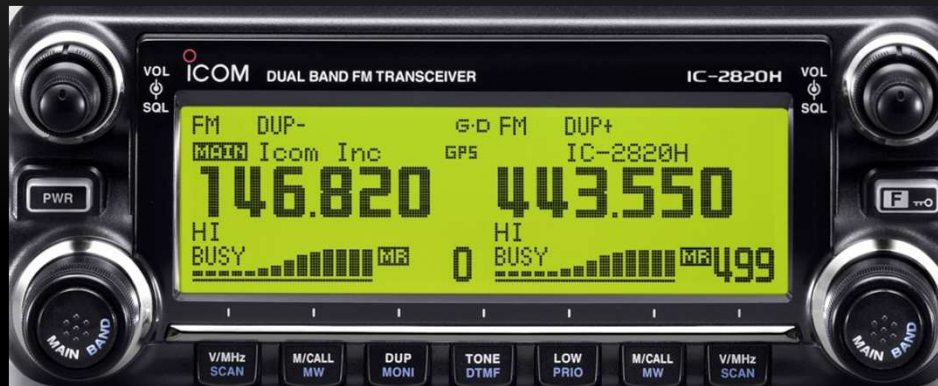 VOL
SQL
ICOM DUAL BAND FM TRANSCEIVER IC-2820H
VOL
SQL
FM DUP- G·D FM DUP+
MAIN Icom Inc GPS IC-2820H
146.820 443.550
HI HI
BUSY MR 0 BUSY MR 499
PWR
F
MAIN BAND
MAIN BAND
V/MHz M/CALL DUP TONE LOW M/CALL V/MHz
SCAN MW MONI DTMF PRIO MW SCAN